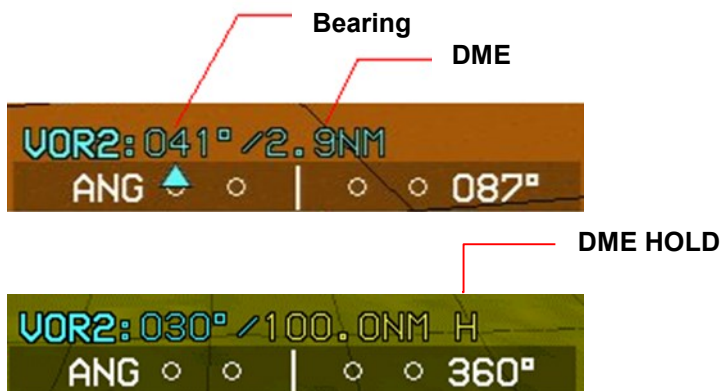 Bearing
DME
VOR2:041°/2.9NM
ANG 087°
DME HOLD
VOR2:030°/100.0NM H
ANG 360°